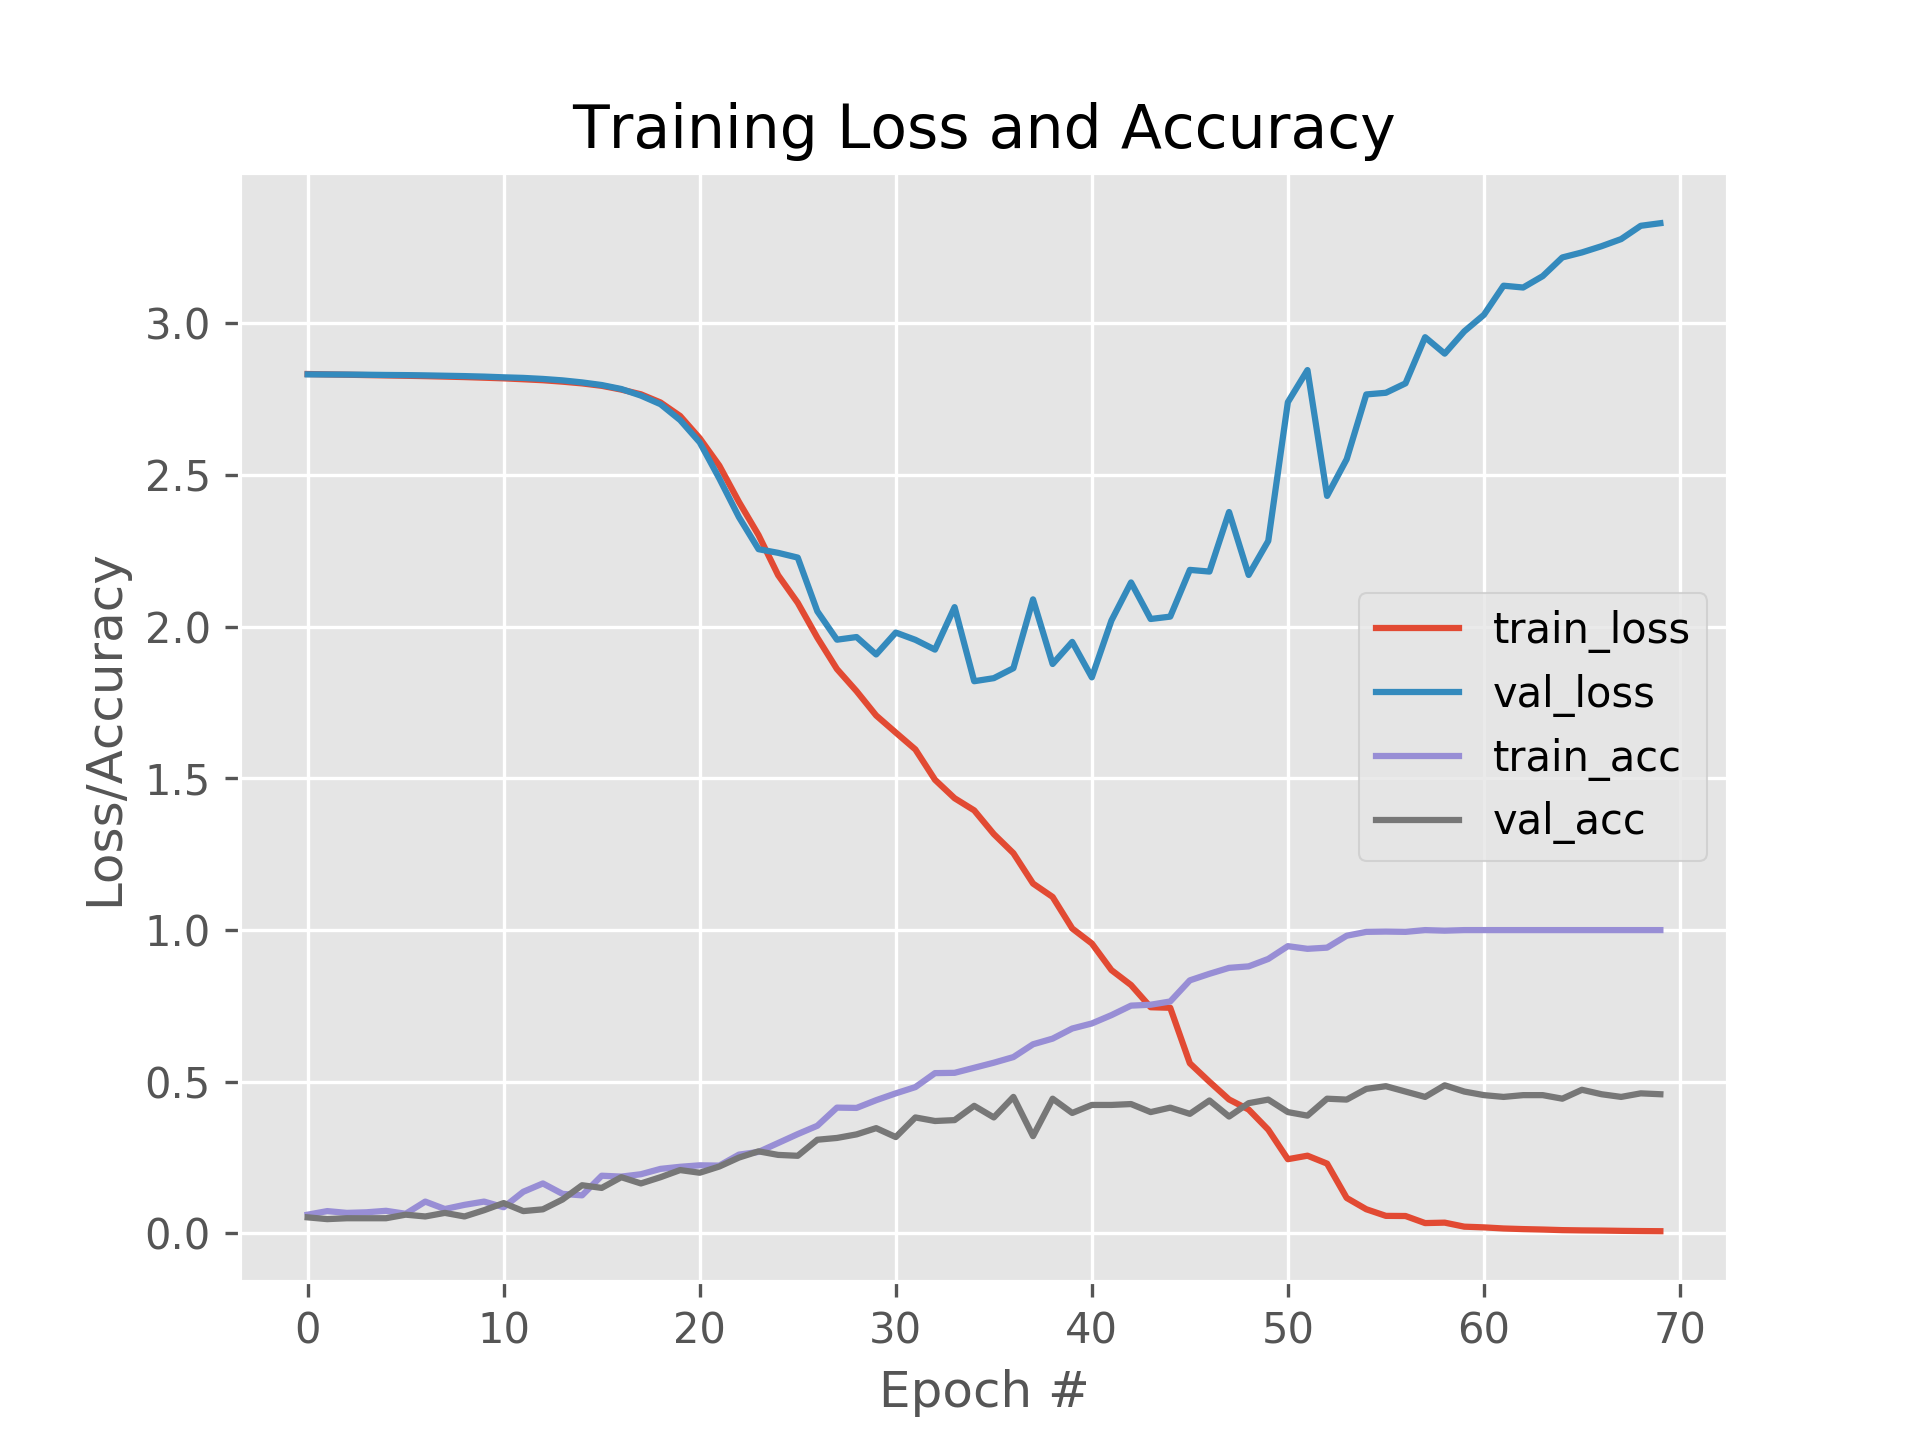 Training Loss and Accuracy
3.0
2.5
2.0
1.5
1.0
0.5
0.0
Loss/Accuracy
train_loss
val_loss
train_acc
val_acc
0 10 20 30 40 50 60 70
Epoch #